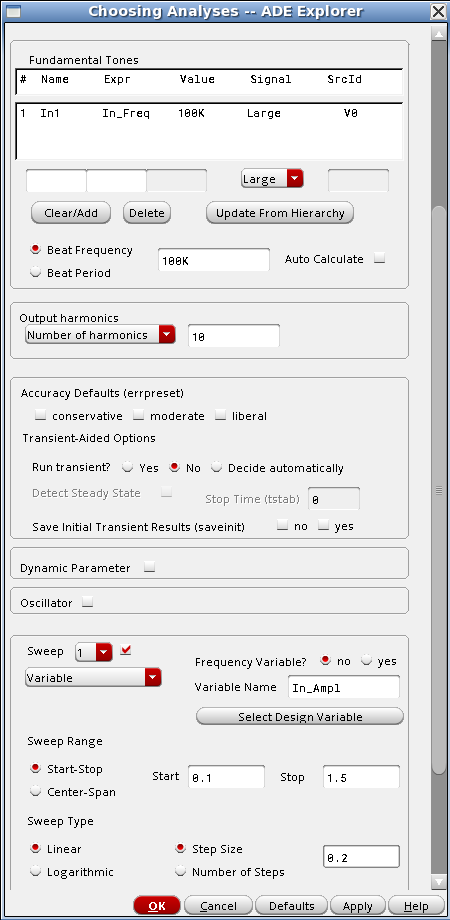 Choosing Analyses -- ADE Explorer
Fundamental Tones
# Name Expr Value Signal SrcId
1 In1 In_Freq 100K Large V0
Large
Clear/Add Delete Update From Hierarchy
Beat Frequency
Beat Period
100K Auto Calculate
Output harmonics
Number of harmonics 10
Accuracy Defaults (errpreset)
conservative moderate liberal
Transient-Aided Options
Run transient? Yes No Decide automatically
Detect Steady State Stop Time (tstab) 0
Save Initial Transient Results (saveinit) no yes
Dynamic Parameter
Oscillator
Sweep 1
Variable
Frequency Variable? no yes
Variable Name In_Ampl
Select Design Variable
Sweep Range
Start-Stop
Center-Span
Start 0.1 Stop 1.5
Sweep Type
Linear
Logarithmic
Step Size
Number of Steps
0.2
OK Cancel Defaults Apply Help